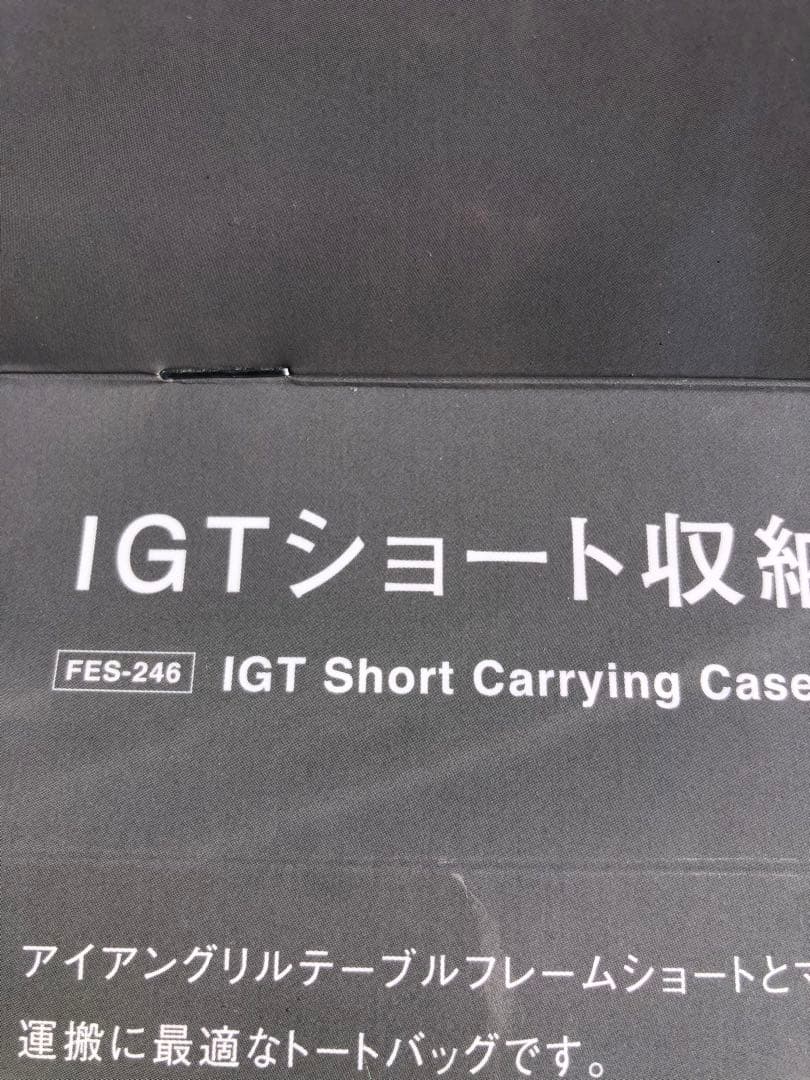 IGTショート収納
FES-246 IGT Short Carrying Case
アイアングリルテーブルフレームショートと
運搬に最適なトートバッグです。